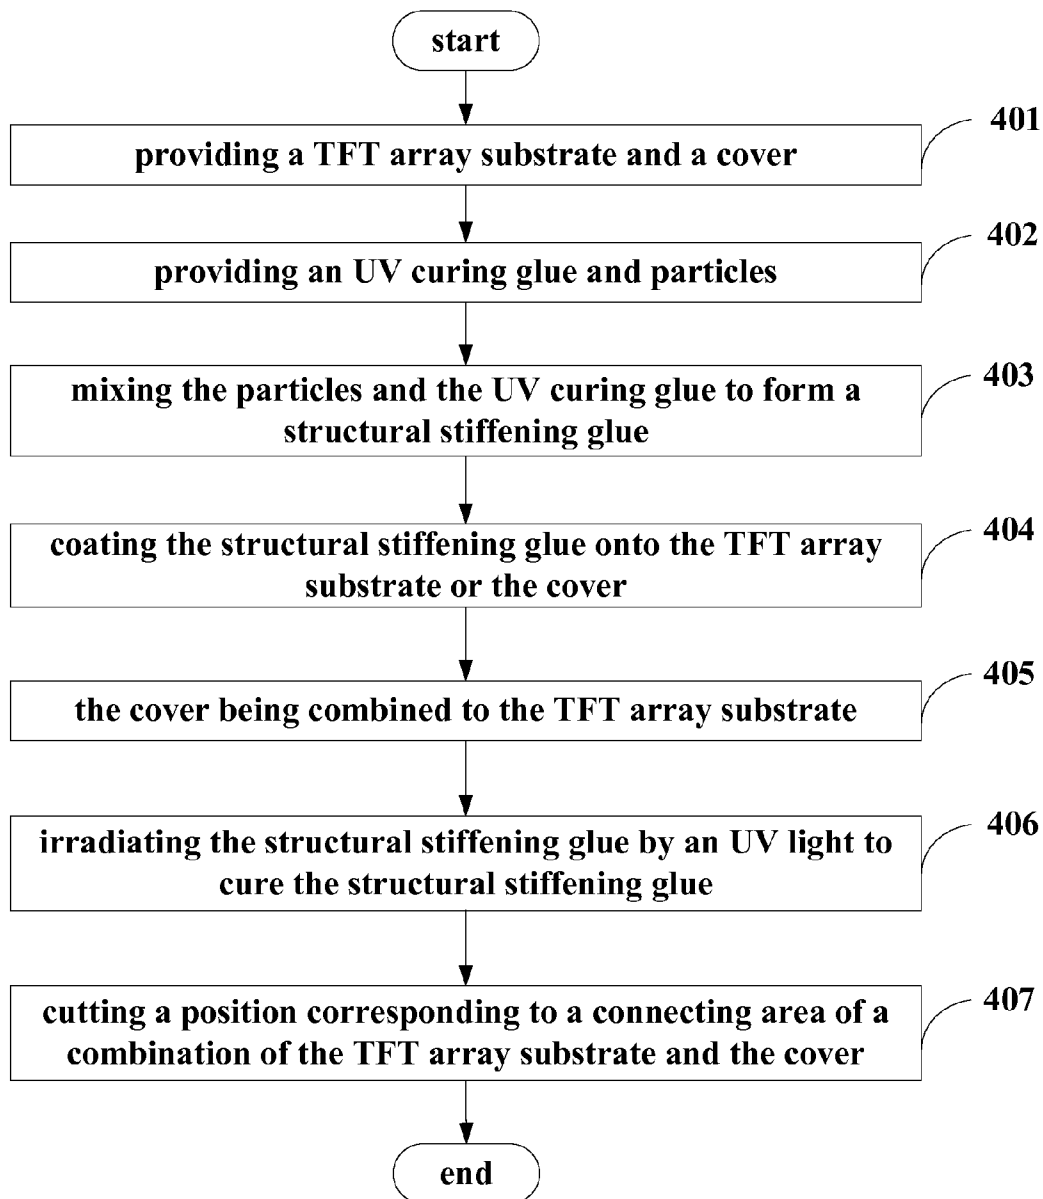 start
401
providing a TFT array substrate and a cover
402
providing an UV curing glue and particles
403
mixing the particles and the UV curing glue to form a
structural stiffening glue
404
coating the structural stiffening glue onto the TFT array
substrate or the cover
405
the cover being combined to the TFT array substrate
406
irradiating the structural stiffening glue by an UV light to
cure the structural stiffening glue
407
cutting a position corresponding to a connecting area of a
combination of the TFT array substrate and the cover
end